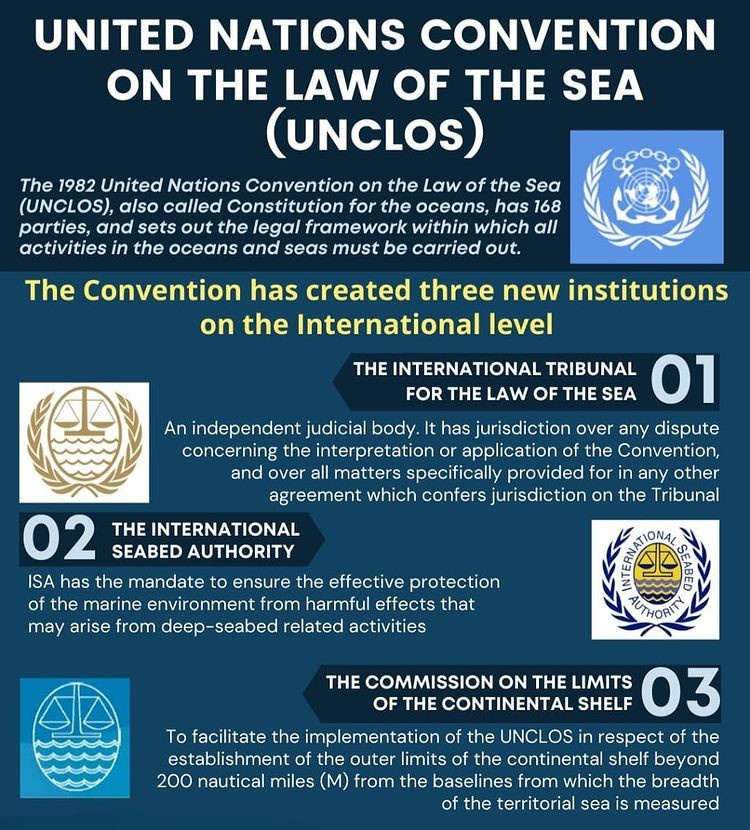 UNITED NATIONS CONVENTION
ON THE LAW OF THE SEA
(UNCLOS)
The 1982 United Nations Convention on the Law of the Sea
(UNCLOS), also called Constitution for the oceans, has 168
parties, and sets out the legal framework within which all
activities in the oceans and seas must be carried out.
The Convention has created three new institutions
on the International level
THE INTERNATIONAL TRIBUNAL
FOR THE LAW OF THE SEA
01
An independent judicial body. It has jurisdiction over any dispute
concerning the interpretation or application of the Convention,
and over all matters specifically provided for in any other
agreement which confers jurisdiction on the Tribunal
02
THE INTERNATIONAL
SEABED AUTHORITY
ISA has the mandate to ensure the effective protection
of the marine environment from harmful effects that
may arise from deep-seabed related activities
INTERNATIONAL SEABED
AUTHORITY
THE COMMISSION ON THE LIMITS
OF THE CONTINENTAL SHELF
03
To facilitate the implementation of the UNCLOS in respect of the
establishment of the outer limits of the continental shelf beyond
200 nautical miles (M) from the baselines from which the breadth
of the territorial sea is measured